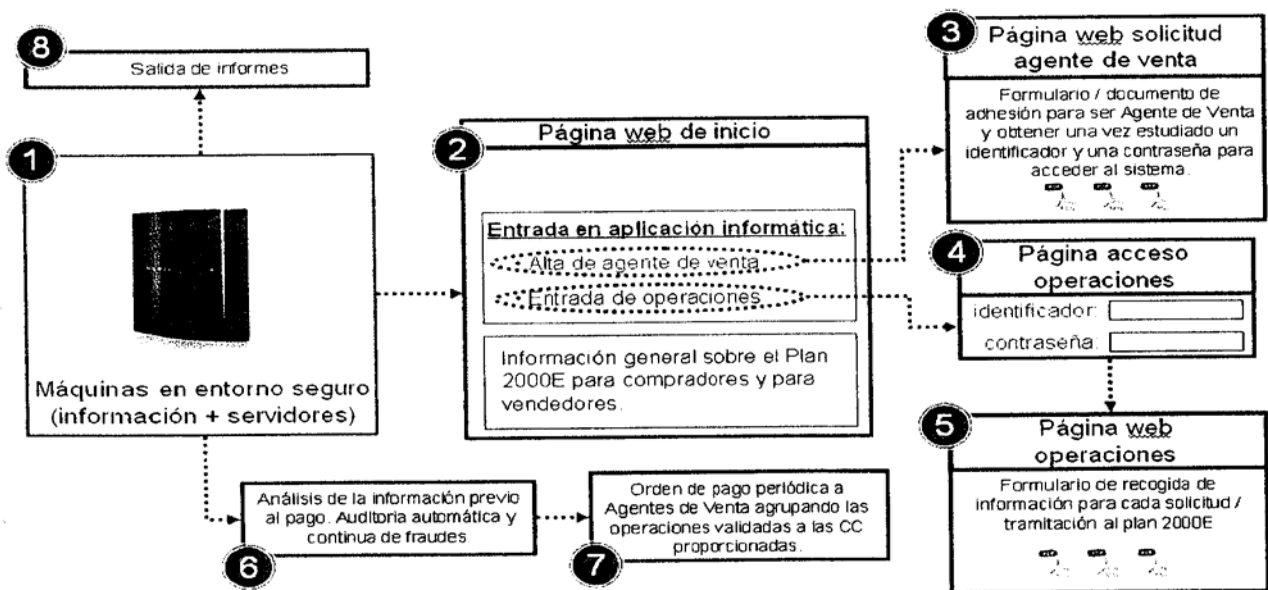 8
Salida de informes
1
Máquinas en entorno seguro
(información + servidores)
2
Página web de inicio
Entrada en aplicación informática:
Alta de agente de venta
Entrada de operaciones
Información general sobre el Plan
2000E para compradores y para
vendedores.
3
Página web solicitud
agente de venta
Formulario / documento de
adhesión para ser Agente de Venta
y obtener una vez estudiado un
identificador y una contraseña para
acceder al sistema.
4
Página acceso
operaciones
identificador:
contraseña:
5
Página web
operaciones
Formulario de recogida de
información para cada solicitud /
tramitación al plan 2000E
6
Análisis de la información previo
al pago. Auditoria automática y
continua de fraudes
7
Orden de pago periódica a
Agentes de Venta agrupando las
operaciones validadas a las CC
proporcionadas.